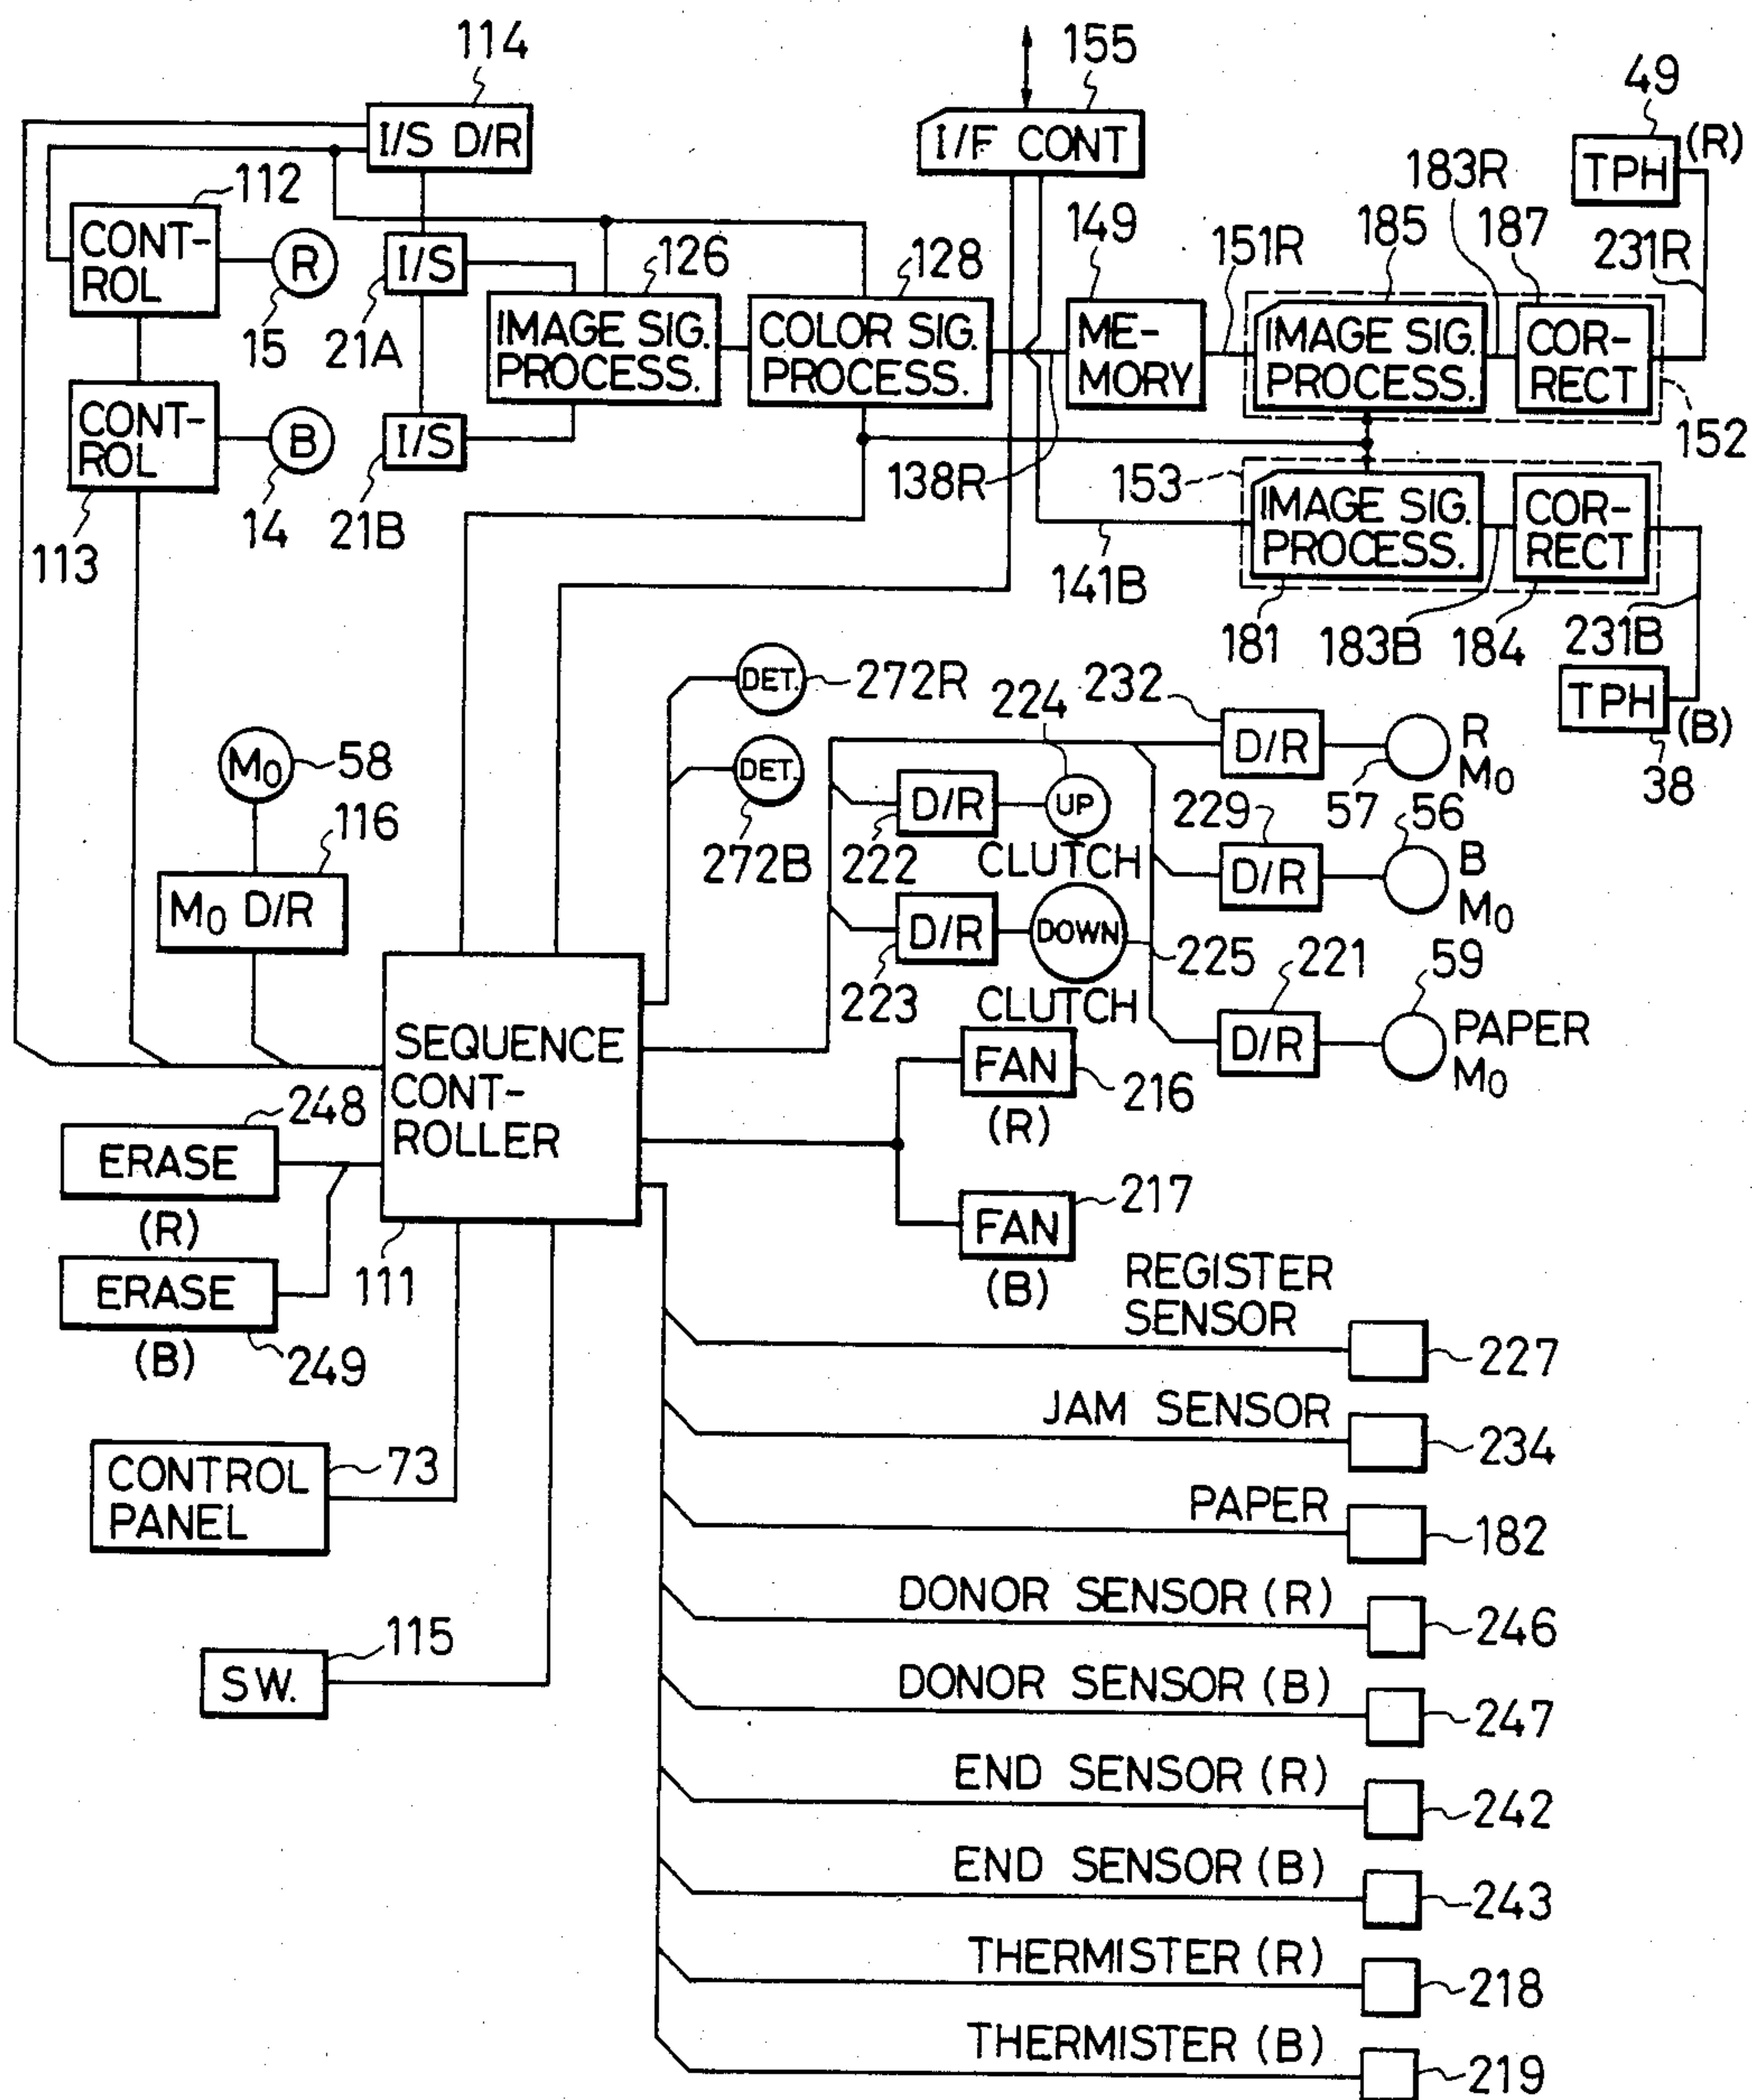 114
155
49
I/S D/R
I/F CONT
TPH
(R)
112
183R
CONT-
ROL
R
15
I/S
21A
126
128
149
151R
185
187
231R
IMAGE SIG.
PROCESS.
COLOR SIG.
PROCESS.
ME-
MORY
IMAGE SIG.
PROCESS.
COR-
RECT
152
CONT-
ROL
B
14
113
I/S
21B
138R
153
IMAGE SIG.
PROCESS.
COR-
RECT
141B
181
183B
184
231B
TPH
(B)
38
DET.
272R
DET.
272B
M0
58
116
M0 D/R
232
D/R
R
M0
57
224
D/R
UP
222
CLUTCH
229
56
D/R
B
M0
D/R
DOWN
223
225
CLUTCH
221
59
D/R
PAPER
M0
SEQUENCE
CONT-
ROLLER
111
FAN
216
(R)
FAN
217
(B)
248
ERASE
(R)
ERASE
(B)
249
CONTROL
PANEL
73
SW.
115
REGISTER
SENSOR
227
JAM SENSOR
234
PAPER
182
DONOR SENSOR (R)
246
DONOR SENSOR (B)
247
END SENSOR (R)
242
END SENSOR (B)
243
THERMISTER (R)
218
THERMISTER (B)
219